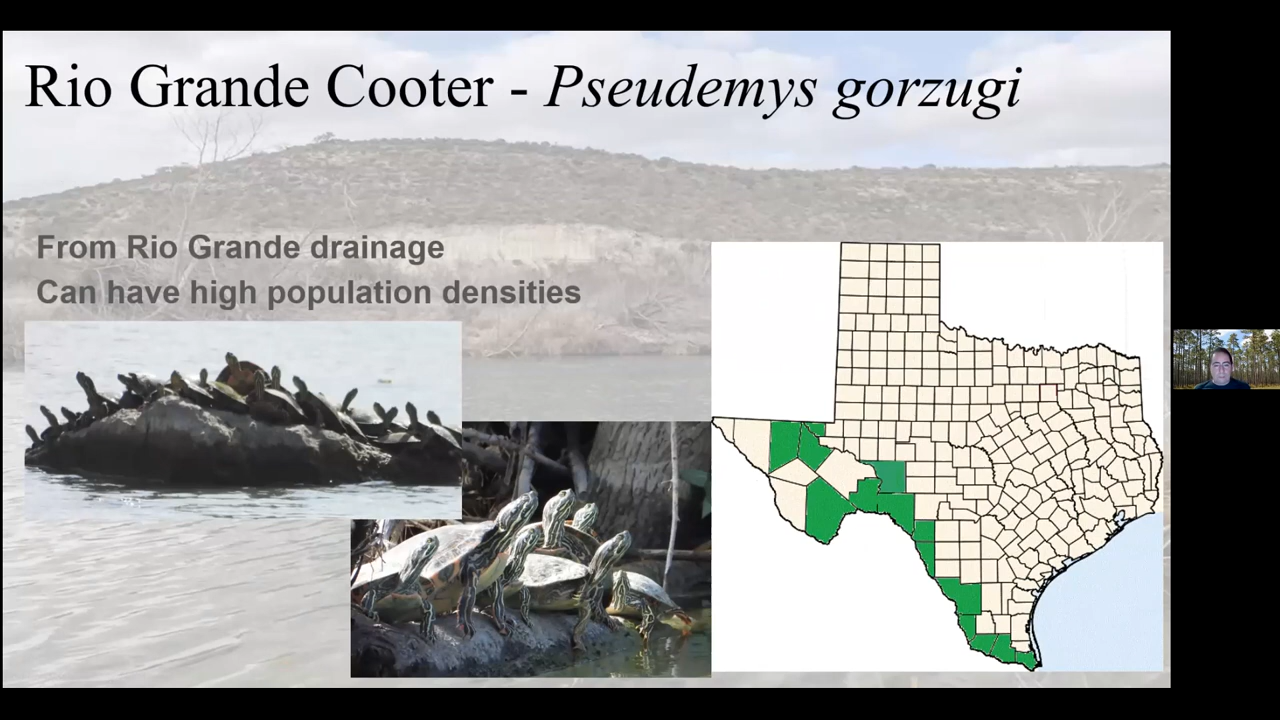 Rio Grande Cooter - Pseudemys gorzugi
From Rio Grande drainage
Can have high population densities